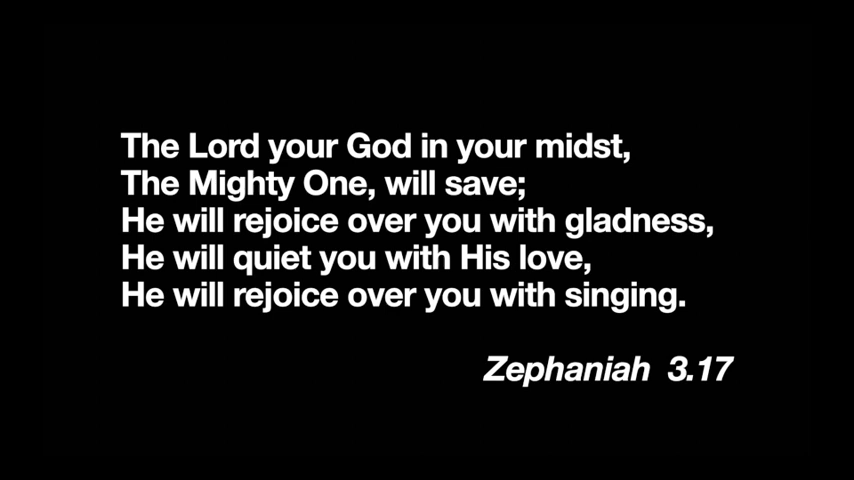 The Lord your God in your midst,
The Mighty One, will save;
He will rejoice over you with gladness,
He will quiet you with His love,
He will rejoice over you with singing.
Zephaniah 3.17